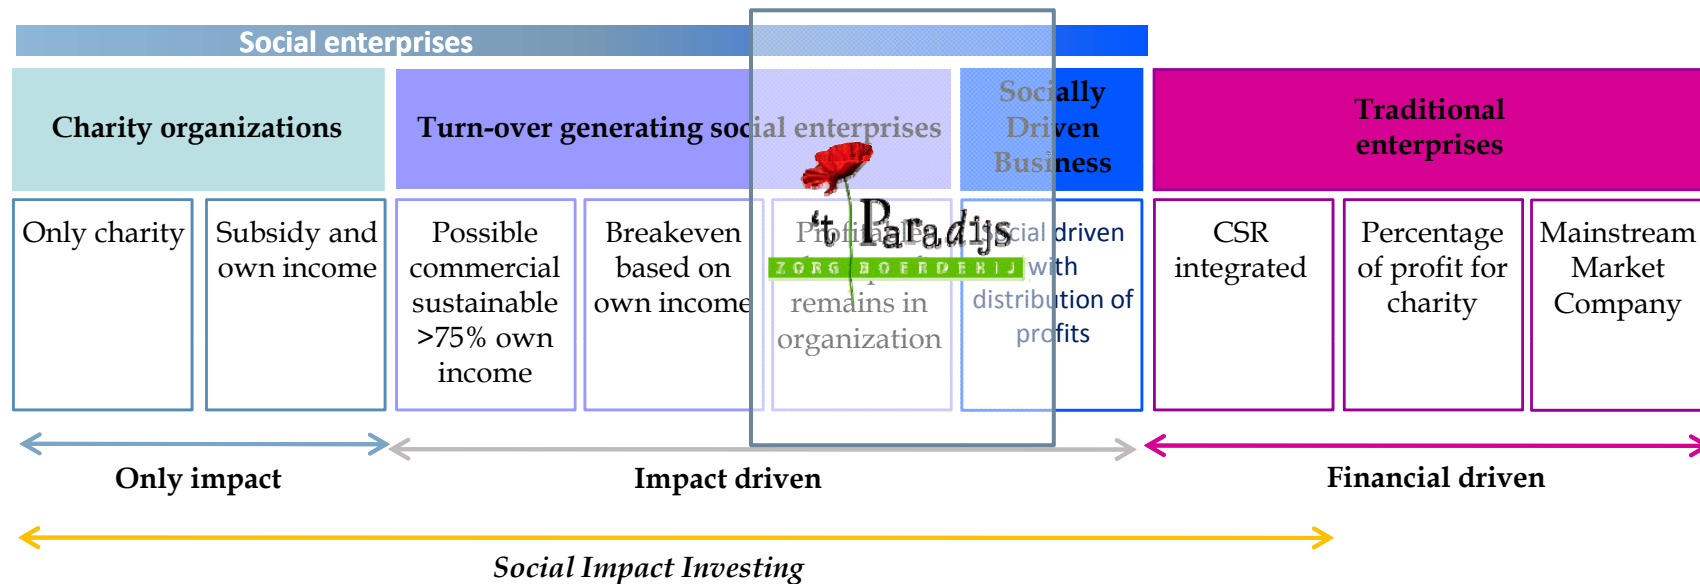 Social enterprises
Charity organizations
Turn-over generating social enterprises
Socially
Driven
Business
Traditional
enterprises
Only charity
Subsidy and
own income
Possible
commercial
sustainable
>75% own
income
Breakeven
based on
own income
Profitable
remains in
organization
Social driven
with
distribution of
profits
CSR
integrated
Percentage
of profit for
charity
Mainstream
Market
Company
't Paradijs
ZORGBOERDERIJ
Only impact
Impact driven
Financial driven
Social Impact Investing